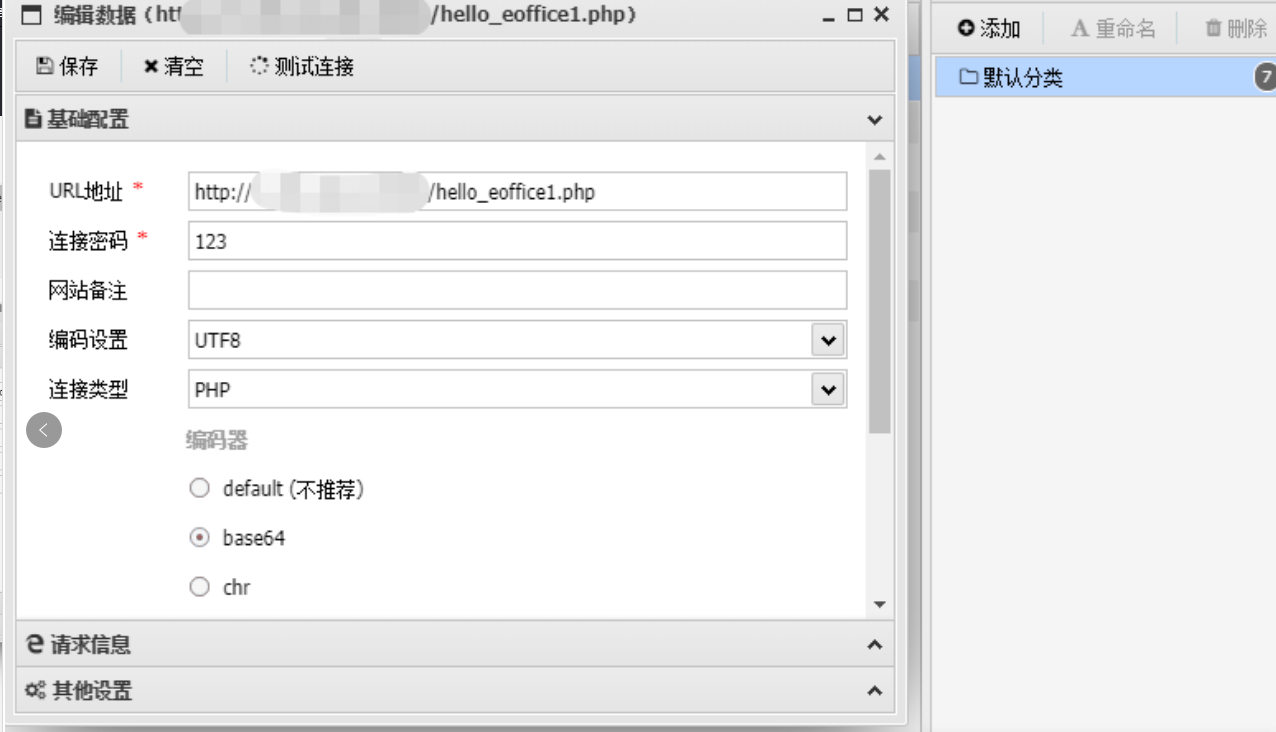 编辑数据 (htt /hello_eoffice1.php)
保存 清空 测试连接
基础配置
URL地址 * http:// /hello_eoffice1.php
连接密码 * 123
网站备注
编码设置 UTF8
连接类型 PHP
编码器
default (不推荐)
base64
chr
请求信息
其他设置
添加 重命名 删除
默认分类 7